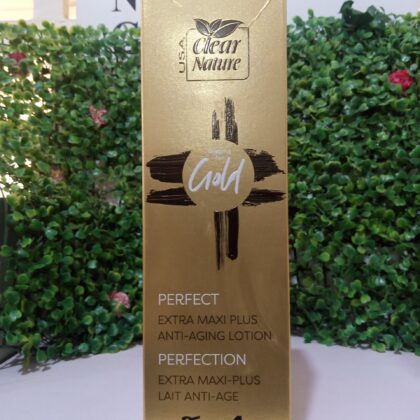 USA
Clear
Nature
Gold
PERFECT
EXTRA MAXI PLUS
ANTI-AGING LOTION
PERFECTION
EXTRA MAXI-PLUS
LAIT ANTI-AGE